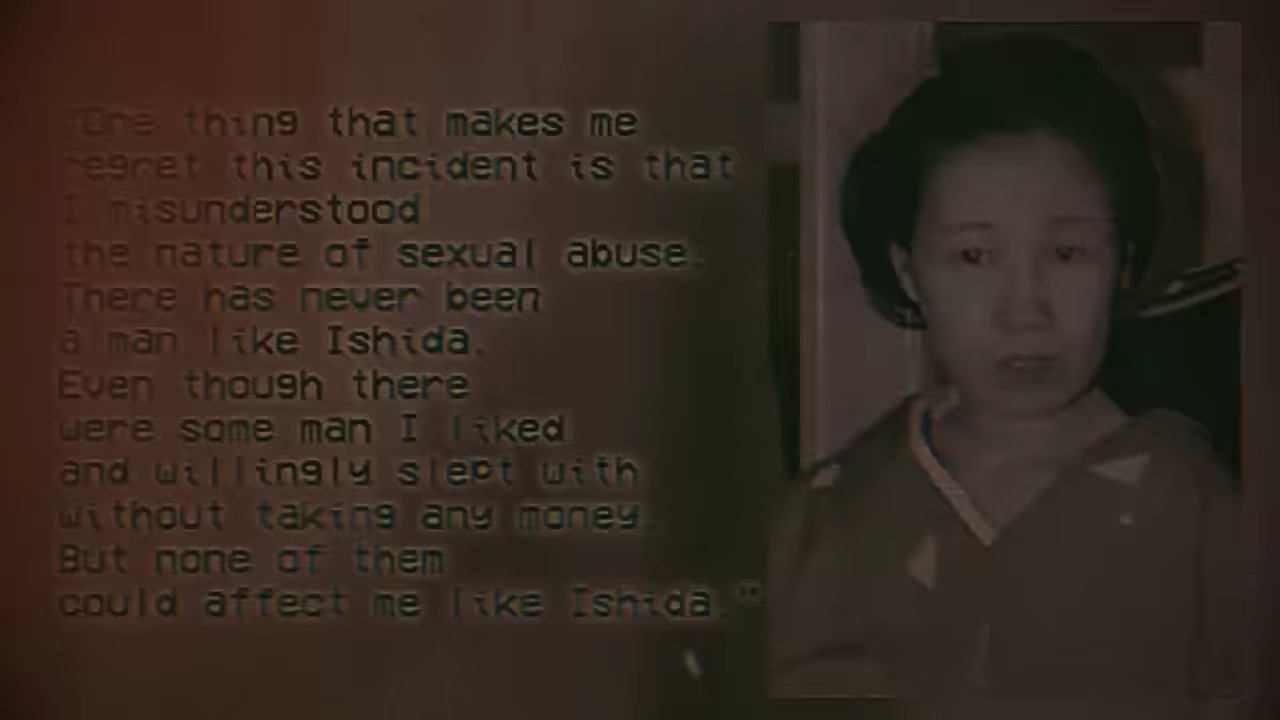 "One thing that makes me
regret this incident is that
I misunderstood
the nature of sexual abuse.
There has never been
a man like Ishida.
Even though there
were some man I liked
and willingly slept with
without taking any money.
But none of them
could affect me like Ishida."